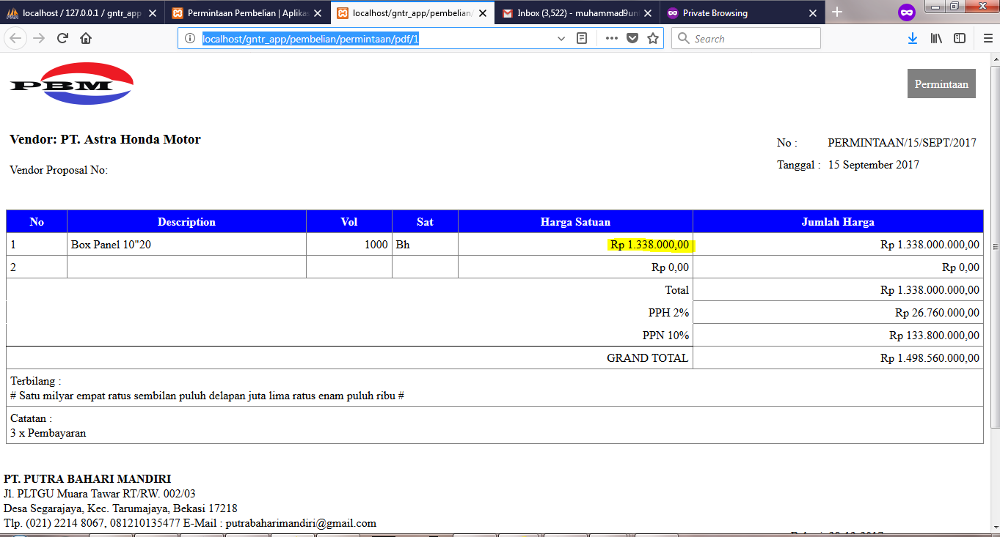 localhost / 127.0.0.1 / gntr_app
Permintaan Pembelian | Aplikas
localhost/gntr_app/pembelian/
Inbox (3,522) - muhammad9un
Private Browsing
localhost/gntr_app/pembelian/permintaan/pdf/1
Search
PBM
Permintaan
Vendor: PT. Astra Honda Motor
No : PERMINTAAN/15/SEPT/2017
Vendor Proposal No:
Tanggal : 15 September 2017
No Description Vol Sat Harga Satuan Jumlah Harga
1 Box Panel 10"20 1000 Bh Rp 1.338.000,00 Rp 1.338.000.000,00
2 Rp 0,00 Rp 0,00
Total Rp 1.338.000.000,00
PPH 2% Rp 26.760.000,00
PPN 10% Rp 133.800.000,00
GRAND TOTAL Rp 1.498.560.000,00
Terbilang :
# Satu milyar empat ratus sembilan puluh delapan juta lima ratus enam puluh ribu #
Catatan :
3 x Pembayaran
PT. PUTRA BAHARI MANDIRI
Jl. PLTGU Muara Tawar RT/RW. 002/03
Desa Segarajaya, Kec. Tarumajaya, Bekasi 17218
Tlp. (021) 2214 8067, 081210135477 E-Mail : putrabaharimandiri@gmail.com